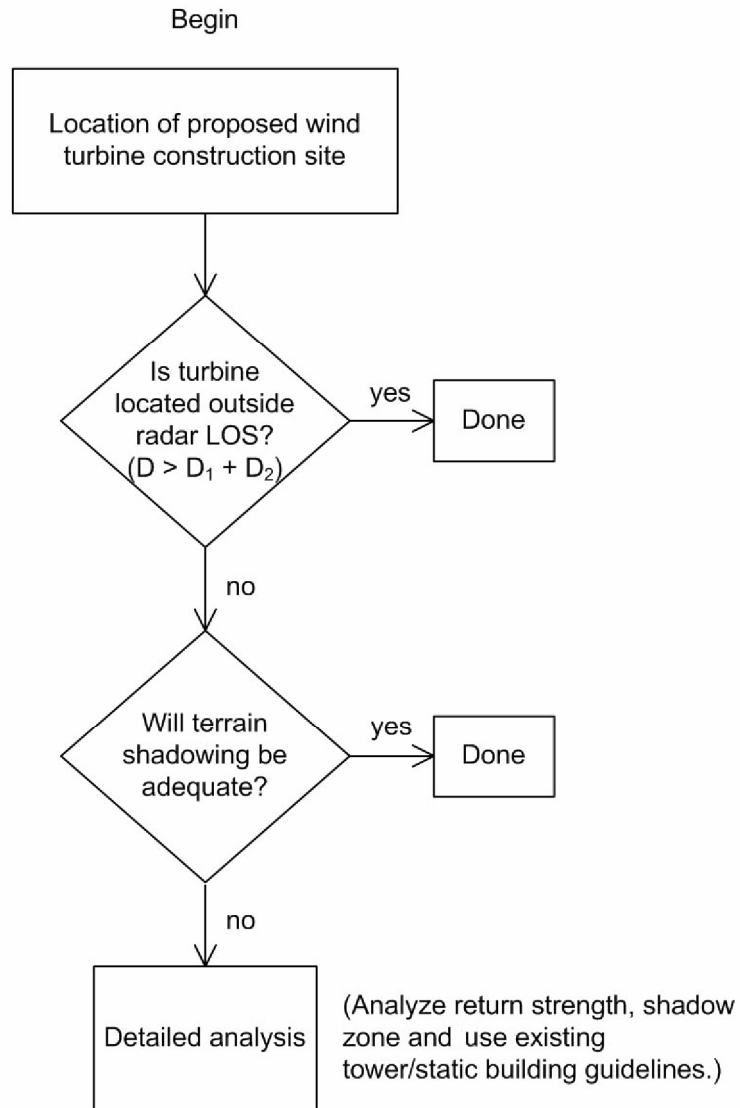 Begin
Location of proposed wind
turbine construction site
Is turbine
located outside
radar LOS?
(D > D₁ + D₂)
yes
Done
no
Will terrain
shadowing be
adequate?
yes
Done
no
Detailed analysis
(Analyze return strength, shadow
zone and use existing
tower/static building guidelines.)